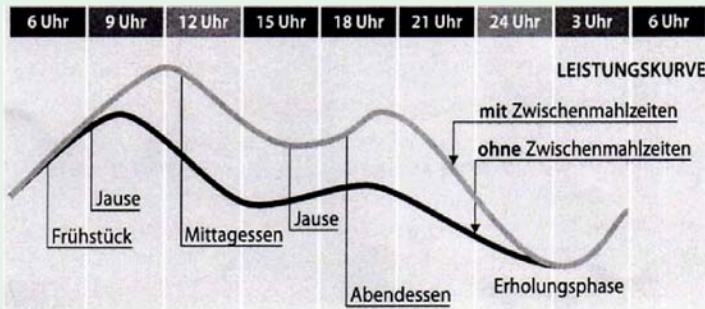 6 Uhr 9 Uhr 12 Uhr 15 Uhr 18 Uhr 21 Uhr 24 Uhr 3 Uhr 6 Uhr
LEISTUNGSKURVE
mit Zwischenmahlzeiten
ohne Zwischenmahlzeiten
Jause
Jause
Frühstück
Mittagessen
Abendessen
Erholungsphase